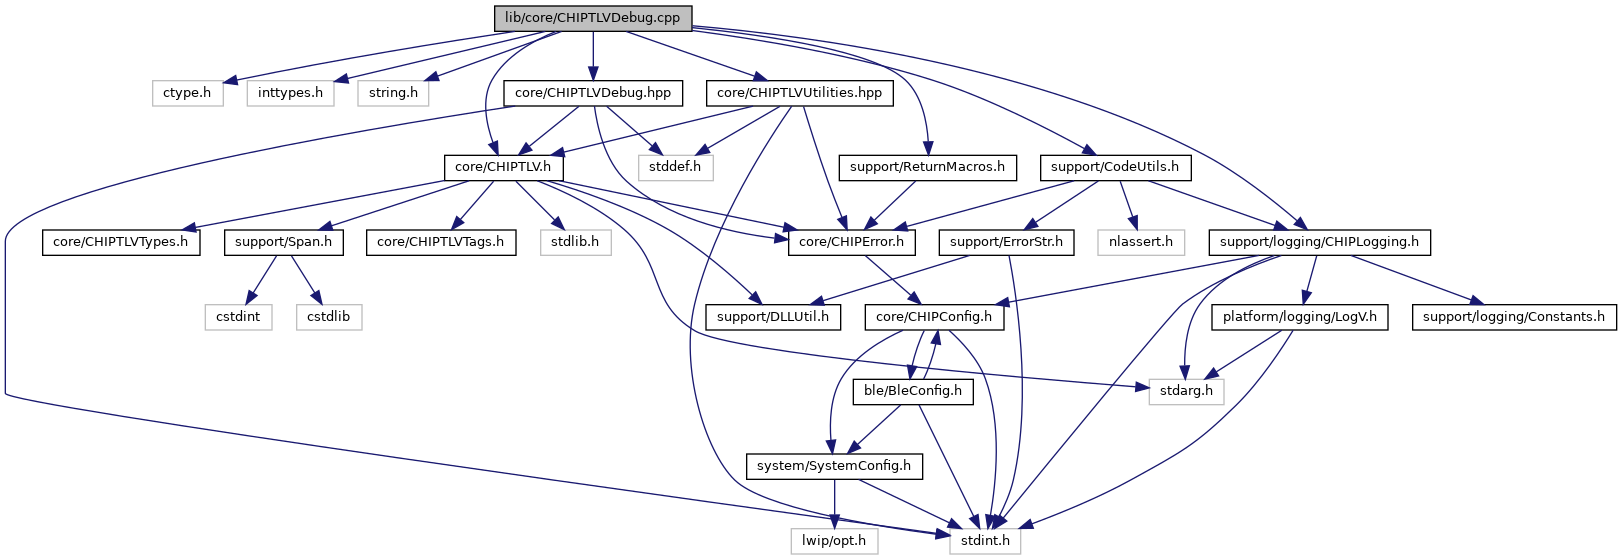 lib/core/CHIPTLVDebug.cpp
ctype.h
inttypes.h
string.h
core/CHIPTLVDebug.hpp
core/CHIPTLVUtilities.hpp
core/CHIPTLV.h
stddef.h
support/ReturnMacros.h
support/CodeUtils.h
core/CHIPTLVTypes.h
support/Span.h
core/CHIPTLVTags.h
stdlib.h
core/CHIPError.h
support/ErrorStr.h
nlassert.h
support/logging/CHIPLogging.h
cstdint
cstdlib
support/DLLUtil.h
core/CHIPConfig.h
platform/logging/LogV.h
support/logging/Constants.h
ble/BleConfig.h
stdarg.h
system/SystemConfig.h
lwip/opt.h
stdint.h